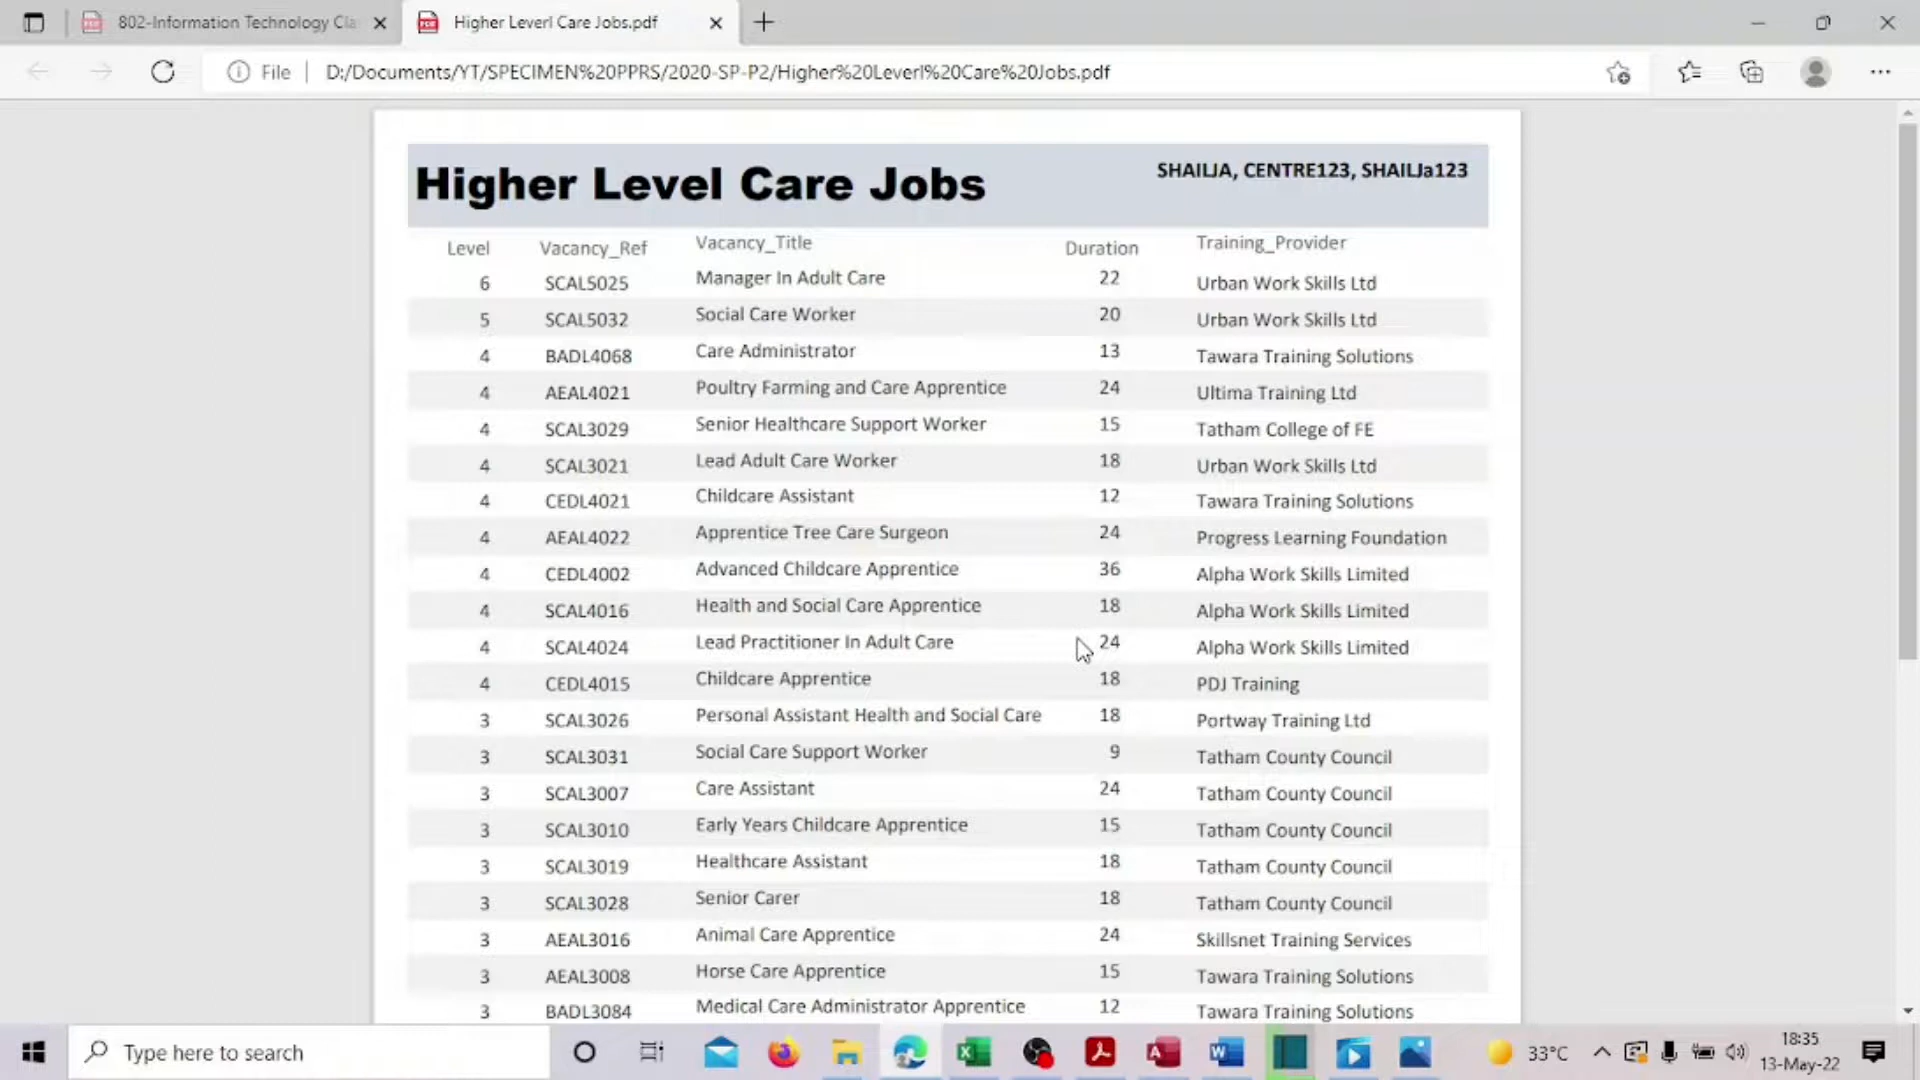 802-Information Technology Cla
Higher Leverl Care Jobs.pdf
File
D:/Documents/YT/SPECIMEN%20PPRS/2020-SP-P2/Higher%20Leverl%20Care%20Jobs.pdf
Higher Level Care Jobs
SHAILJA, CENTRE123, SHAILJa123
Level Vacancy_Ref Vacancy_Title Duration Training_Provider
6 SCAL5025 Manager In Adult Care 22 Urban Work Skills Ltd
5 SCAL5032 Social Care Worker 20 Urban Work Skills Ltd
4 BADL4068 Care Administrator 13 Tawara Training Solutions
4 AEAL4021 Poultry Farming and Care Apprentice 24 Ultima Training Ltd
4 SCAL3029 Senior Healthcare Support Worker 15 Tatham College of FE
4 SCAL3021 Lead Adult Care Worker 18 Urban Work Skills Ltd
4 CEDL4021 Childcare Assistant 12 Tawara Training Solutions
4 AEAL4022 Apprentice Tree Care Surgeon 24 Progress Learning Foundation
4 CEDL4002 Advanced Childcare Apprentice 36 Alpha Work Skills Limited
4 SCAL4016 Health and Social Care Apprentice 18 Alpha Work Skills Limited
4 SCAL4024 Lead Practitioner In Adult Care 24 Alpha Work Skills Limited
4 CEDL4015 Childcare Apprentice 18 PDJ Training
3 SCAL3026 Personal Assistant Health and Social Care 18 Portway Training Ltd
3 SCAL3031 Social Care Support Worker 9 Tatham County Council
3 SCAL3007 Care Assistant 24 Tatham County Council
3 SCAL3010 Early Years Childcare Apprentice 15 Tatham County Council
3 SCAL3019 Healthcare Assistant 18 Tatham County Council
3 SCAL3028 Senior Carer 18 Tatham County Council
3 AEAL3016 Animal Care Apprentice 24 Skillsnet Training Services
3 AEAL3008 Horse Care Apprentice 15 Tawara Training Solutions
3 BADL3084 Medical Care Administrator Apprentice 12 Tawara Training Solutions
Type here to search
33°C
18:35
13-May-22